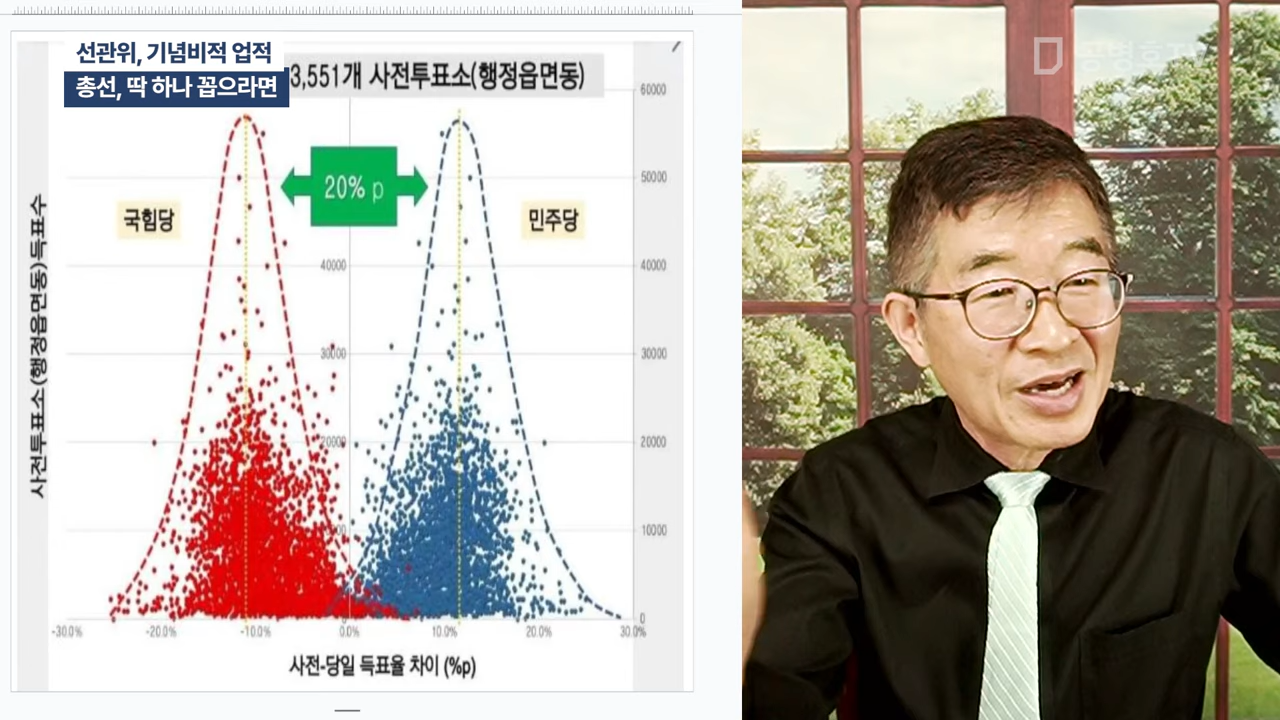 선관위, 기념비적 업적
총선, 딱 하나 꼽으라면
3,551개 사전투표소(행정읍면동)
60000
20% p
50000
국힘당
민주당
40000
40000
30000
30000
20000
20000
10000
0
사전투표소(행정읍면동)득표수
-30.0%
-20.0%
-10.0%
0.0%
10.0%
20.0%
30.0%
사전-당일 득표율 차이 (%p)